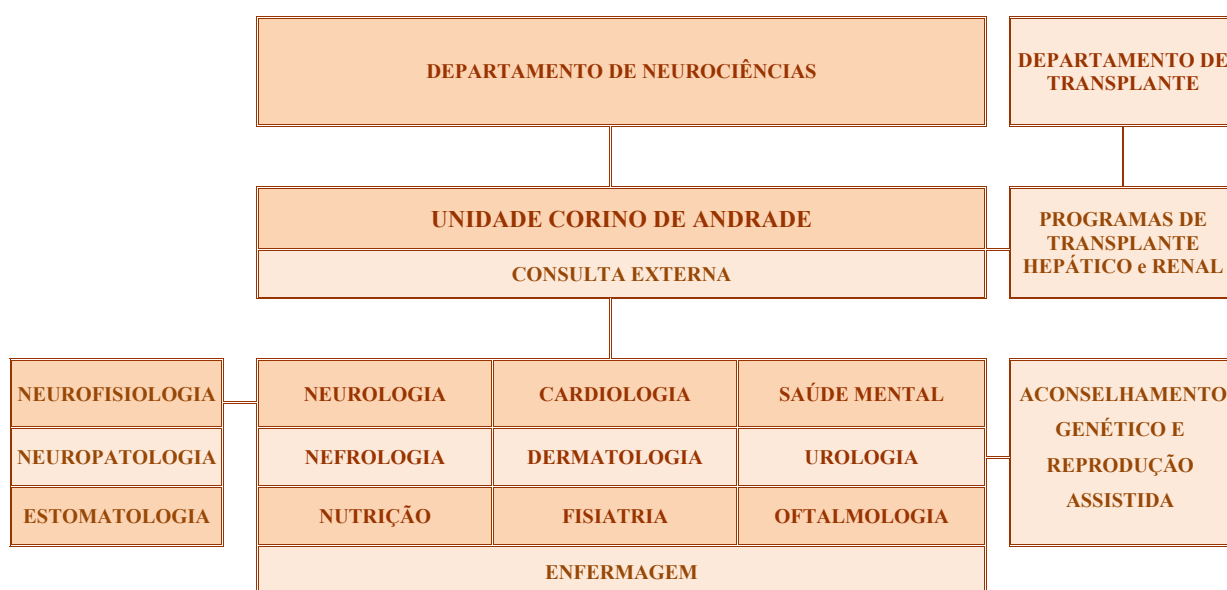 DEPARTAMENTO DE NEUROCIÊNCIAS
DEPARTAMENTO DE
TRANSPLANTE
UNIDADE CORINO DE ANDRADE
CONSULTA EXTERNA
PROGRAMAS DE
TRANSPLANTE
HEPÁTICO e RENAL
NEUROFISIOLOGIA
NEUROPATOLOGIA
ESTOMATOLOGIA
NEUROLOGIA
CARDIOLOGIA
SAÚDE MENTAL
NEFROLOGIA
DERMATOLOGIA
UROLOGIA
NUTRIÇÃO
FISIATRIA
OFTALMOLOGIA
ENFERMAGEM
ACONSELHAMENTO
GENÉTICO E
REPRODUÇÃO
ASSISTIDA